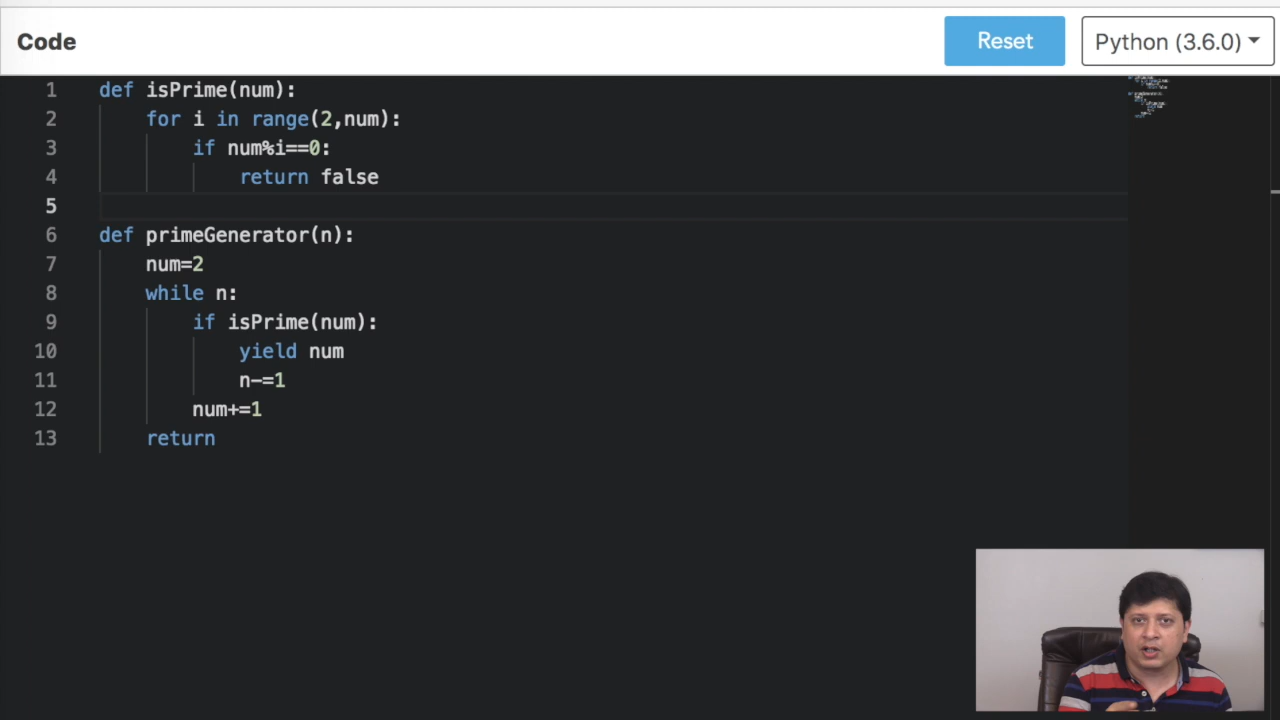 Code
Reset
Python (3.6.0)
1 def isPrime(num):
2 for i in range(2,num):
3 if num%i==0:
4 return false
5
6 def primeGenerator(n):
7 num=2
8 while n:
9 if isPrime(num):
10 yield num
11 n-=1
12 num+=1
13 return